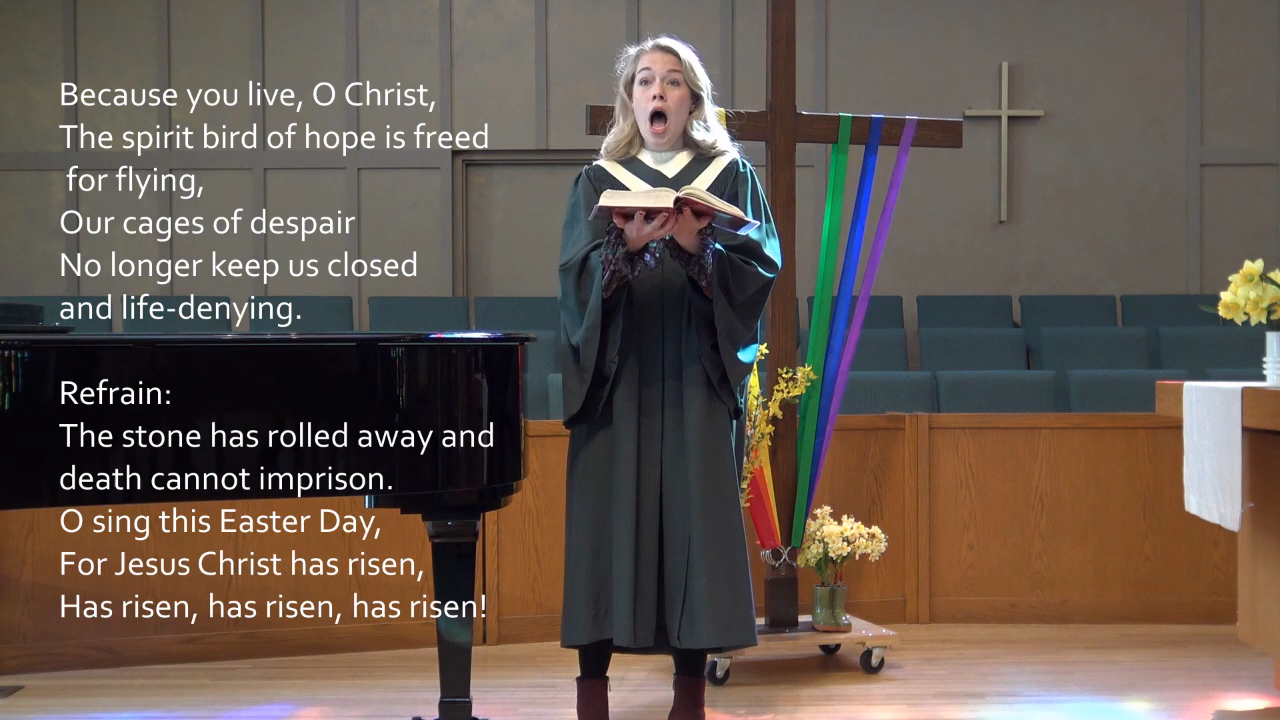 Because you live, O Christ,
The spirit bird of hope is freed
for flying,
Our cages of despair
No longer keep us closed
and life-denying.
Refrain:
The stone has rolled away and
death cannot imprison.
O sing this Easter Day,
For Jesus Christ has risen,
Has risen, has risen, has risen!